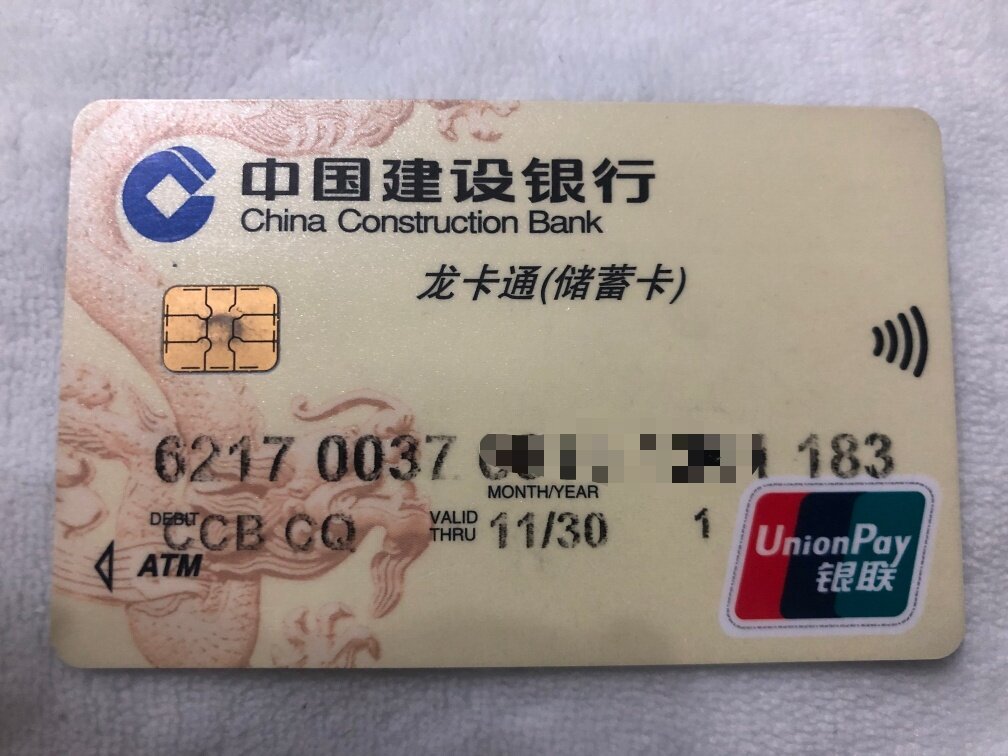 中国建设银行
China Construction Bank
龙卡通(储蓄卡)
6217 0037 183
MONTH/YEAR
DEBIT
CCB CQ
VALID
THRU
11/30
1
ATM
UnionPay
银联